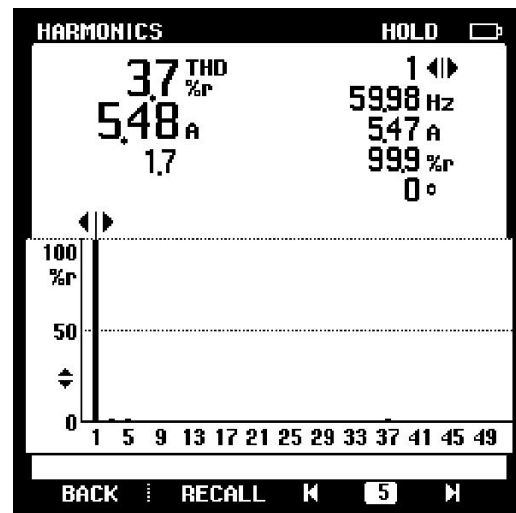 HARMONICS HOLD
3.7 THD %r
5.48 A
1.7
1
59.98 Hz
5.47 A
99.9 %r
0 °
100
%r
50
0
1 5 9 13 17 21 25 29 33 37 41 45 49
BACK RECALL 5